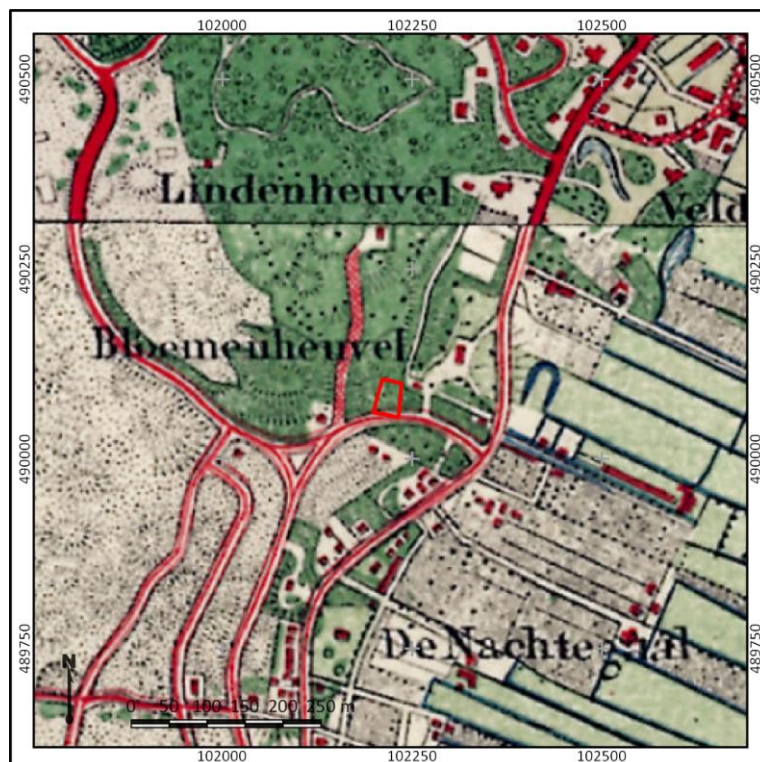 102000 102250 102500
490500 490500
Lindenheuvel
Veld
490250 490250
Bloemenheuvel
490000 490000
De Nachtegaal
489750 489750
N
0 50 100 150 200 250 m
102000 102250 102500